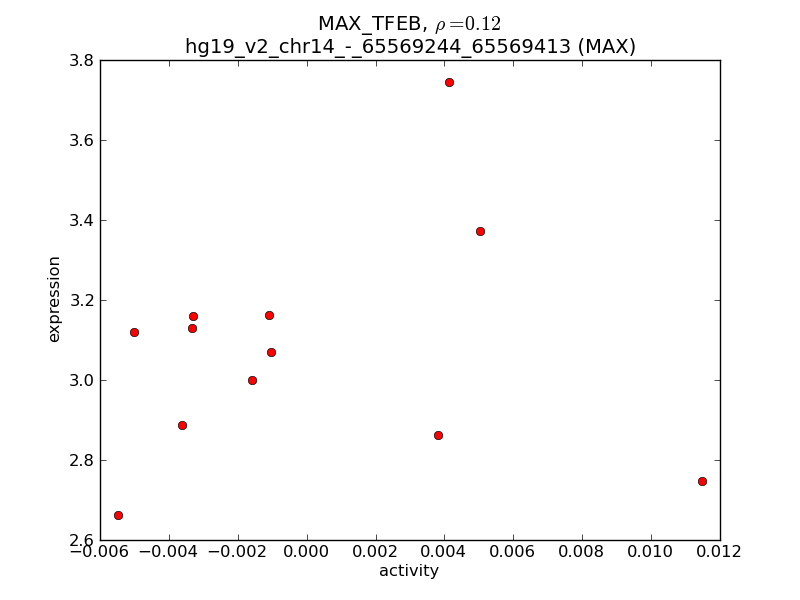 MAX_TFEB, ρ=0.12
hg19_v2_chr14_-_65569244_65569413 (MAX)
3.8
3.6
3.4
3.2
3.0
2.8
2.6
expression
−0.006 −0.004 −0.002 0.000 0.002 0.004 0.006 0.008 0.010 0.012
activity